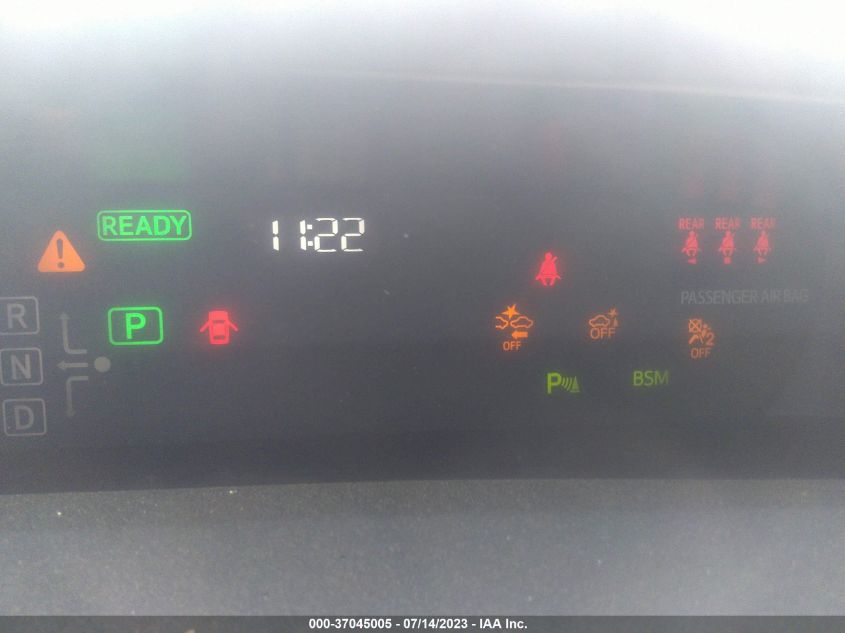 READY
11:22
REAR REAR REAR
PASSENGER AIR BAG
R
P
N
D
OFF
OFF
2
OFF
P
BSM
000-37045005 - 07/14/2023 - IAA Inc.